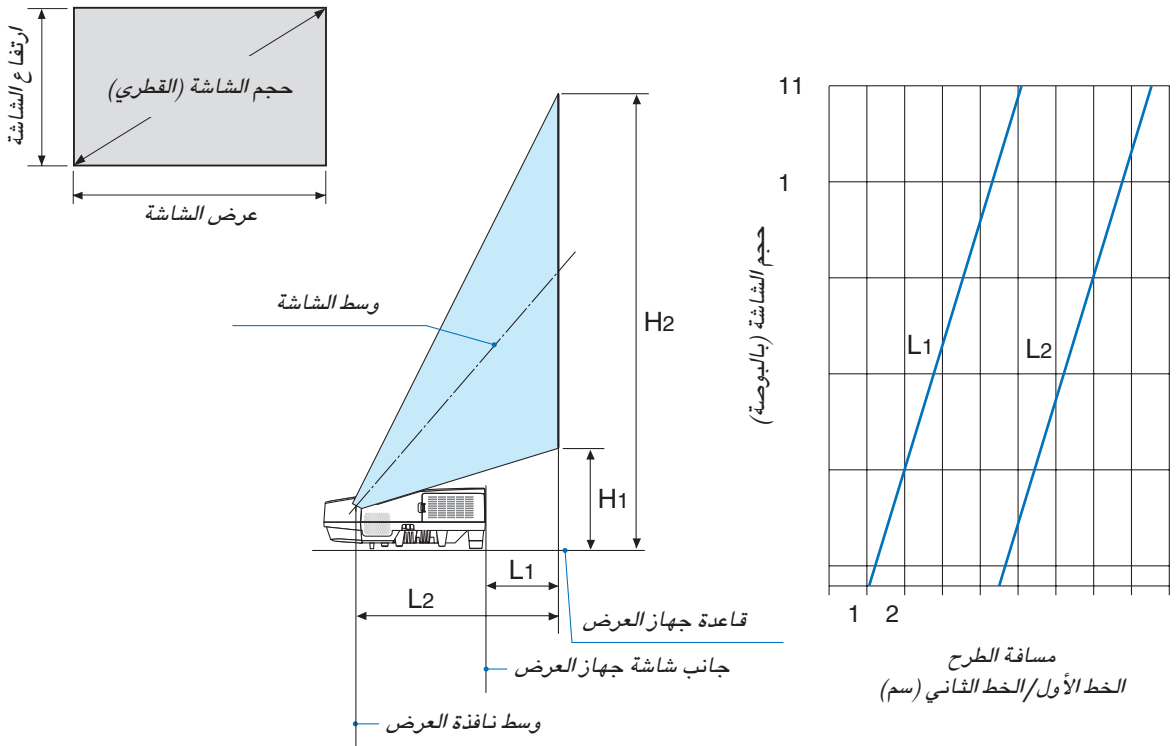 ارتفاع الشاشة
حجم الشاشة (القطري)
عرض الشاشة
وسط الشاشة
H2
H1
L1
L2
قاعدة جهاز العرض
جانب شاشة جهاز العرض
وسط نافذة العرض
11
1
حجم الشاشة (بالبوصة)
L1
L2
1 2
مسافة الطرح
الخط الأول/الخط الثاني (سم)